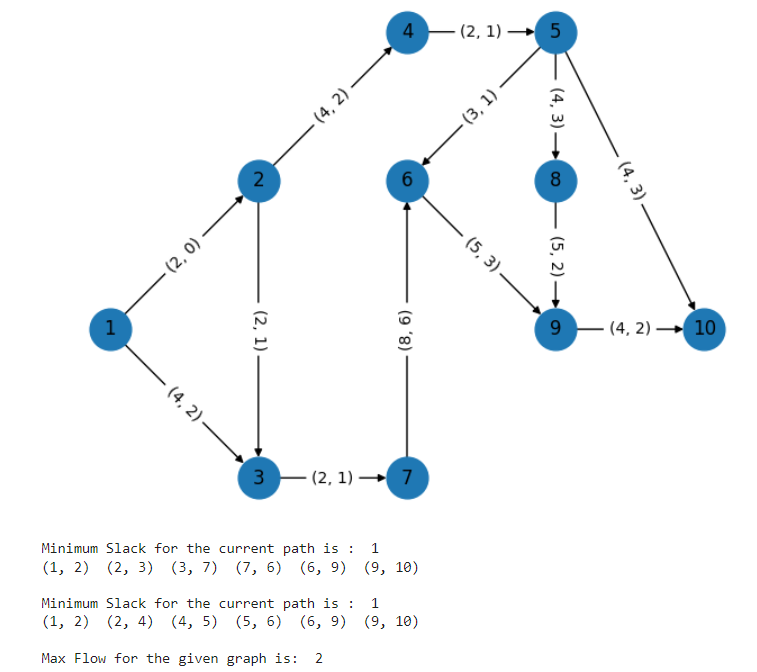 4 (2, 1) 5
(4, 2)
(3, 1)
(4, 3)
(4, 3)
2
6
8
(2, 0)
(5, 3)
(5, 2)
1
(2, 1)
(8, 6)
9 (4, 2) 10
(4, 2)
3 (2, 1) 7
Minimum Slack for the current path is :  1
(1, 2)  (2, 3)  (3, 7)  (7, 6)  (6, 9)  (9, 10)
Minimum Slack for the current path is :  1
(1, 2)  (2, 4)  (4, 5)  (5, 6)  (6, 9)  (9, 10)
Max Flow for the given graph is:  2